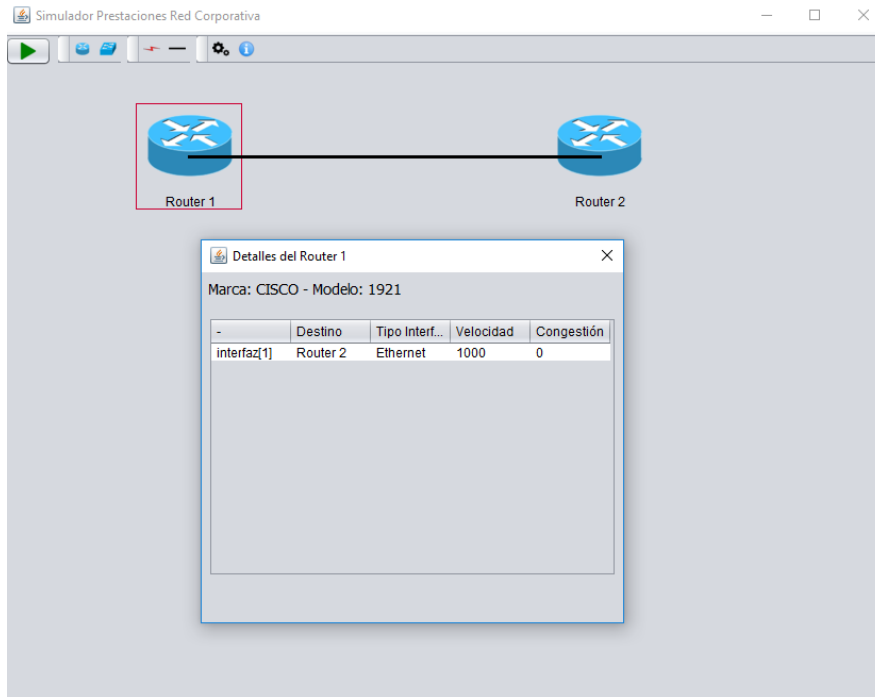 Simulador Prestaciones Red Corporativa
Router 1
Router 2
Detalles del Router 1
Marca: CISCO - Modelo: 1921
- Destino Tipo Interf... Velocidad Congestión
interfaz[1] Router 2 Ethernet 1000 0